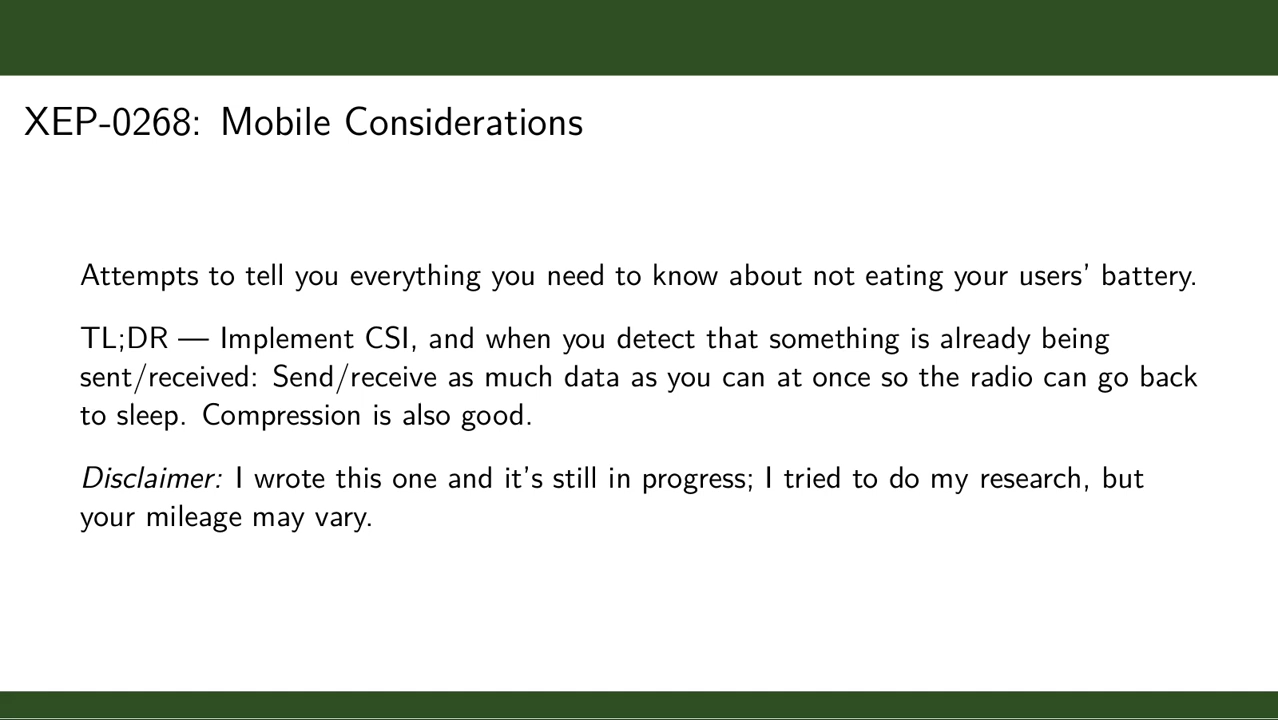 XEP-0268: Mobile Considerations
Attempts to tell you everything you need to know about not eating your users' battery.
TL;DR — Implement CSI, and when you detect that something is already being
sent/received: Send/receive as much data as you can at once so the radio can go back
to sleep. Compression is also good.
Disclaimer: I wrote this one and it's still in progress; I tried to do my research, but
your mileage may vary.